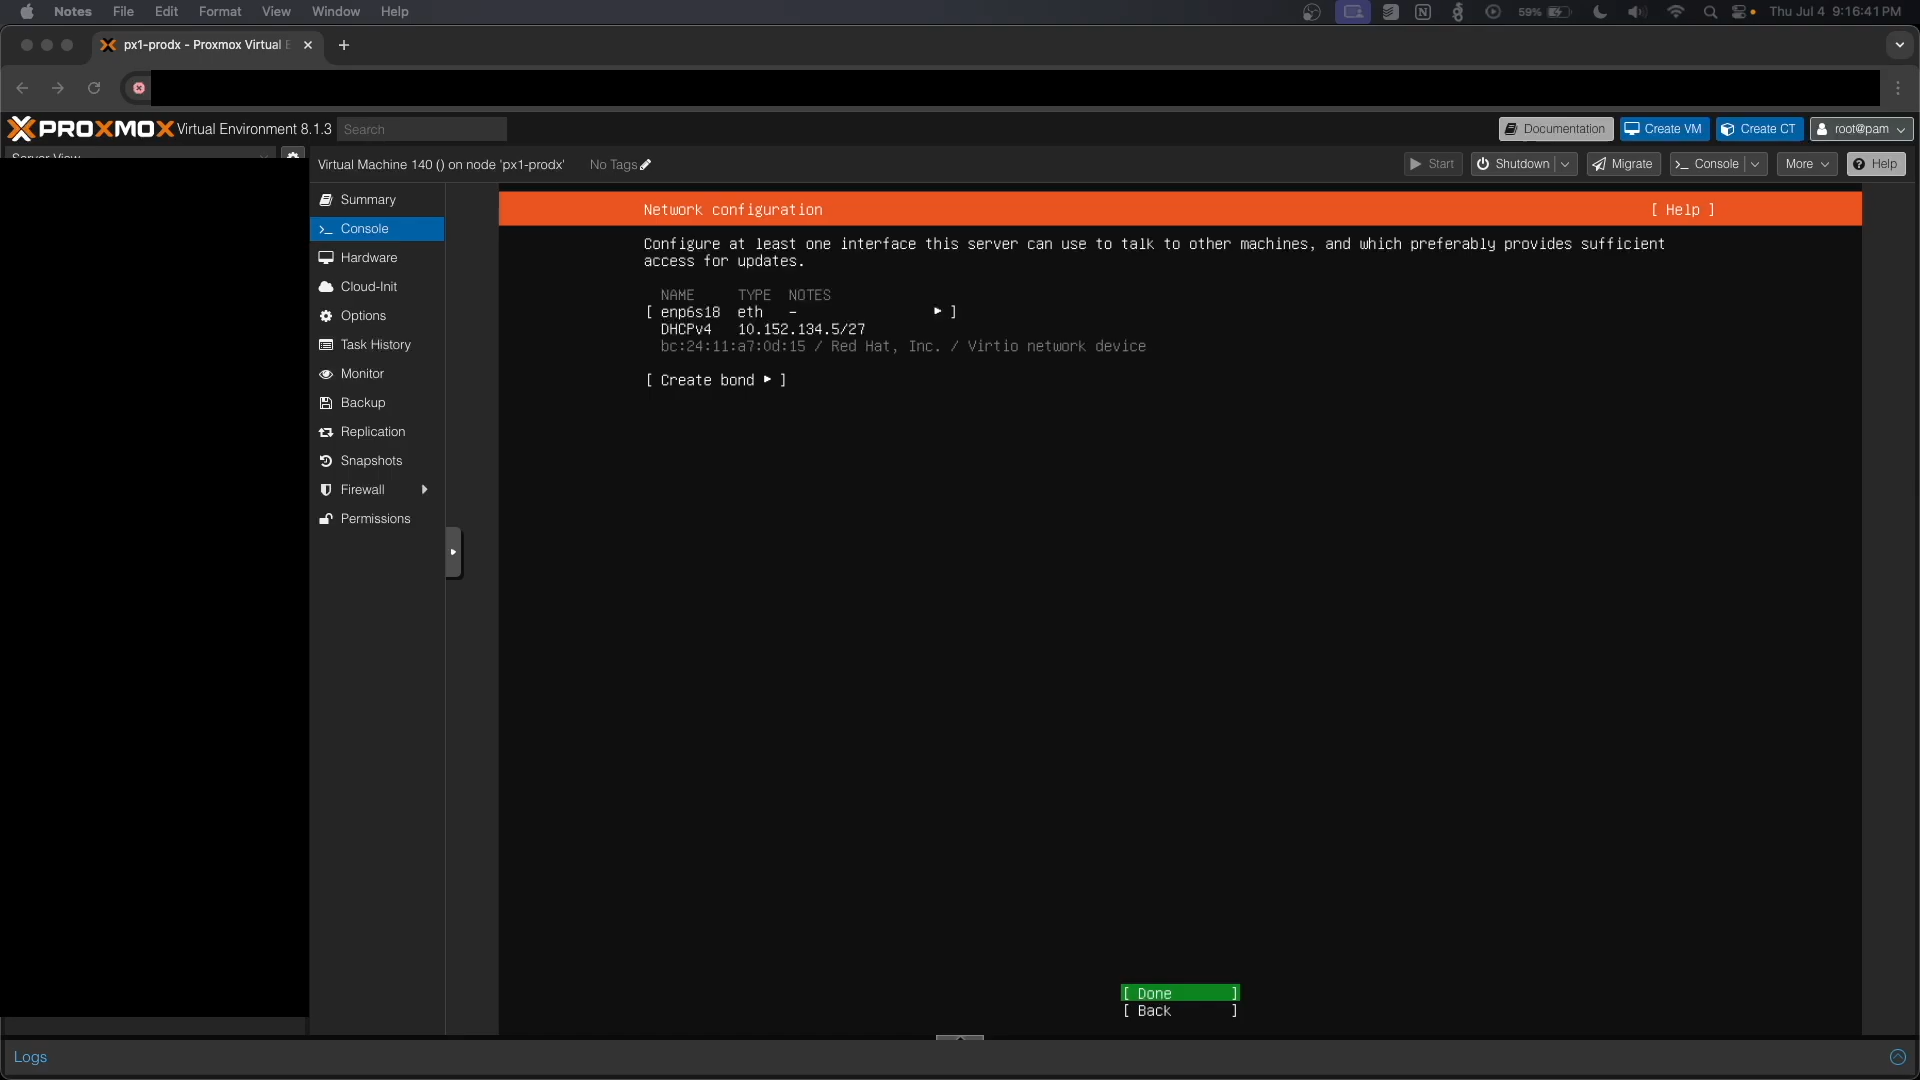 Notes File Edit Format View Window Help 59% Thu Jul 4 9:16:41 PM
px1-prodx - Proxmox Virtual E
PROXMOX Virtual Environment 8.1.3 Search Documentation Create VM Create CT root@pam
Server View
Virtual Machine 140 () on node 'px1-prodx' No Tags Start Shutdown Migrate >_ Console More Help
Summary
>_ Console
Hardware
Cloud-Init
Options
Task History
Monitor
Backup
Replication
Snapshots
Firewall
Permissions
Network configuration [ Help ]
Configure at least one interface this server can use to talk to other machines, and which preferably provides sufficient
access for updates.
NAME TYPE NOTES
[ enp6s18 eth – ▸ ]
DHCPv4 10.152.134.5/27
bc:24:11:a7:0d:15 / Red Hat, Inc. / Virtio network device
[ Create bond ▸ ]
[ Done ]
[ Back ]
Logs